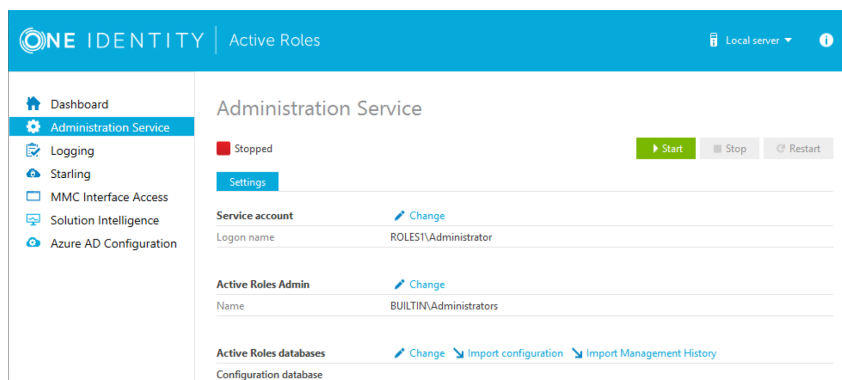 ONE IDENTITY Active Roles Local server
Dashboard
Administration Service
Logging
Starling
MMC Interface Access
Solution Intelligence
Azure AD Configuration
Administration Service
Stopped Start Stop Restart
Settings
Service account Change
Logon name ROLES1\Administrator
Active Roles Admin Change
Name BUILTIN\Administrators
Active Roles databases Change Import configuration Import Management History
Configuration database